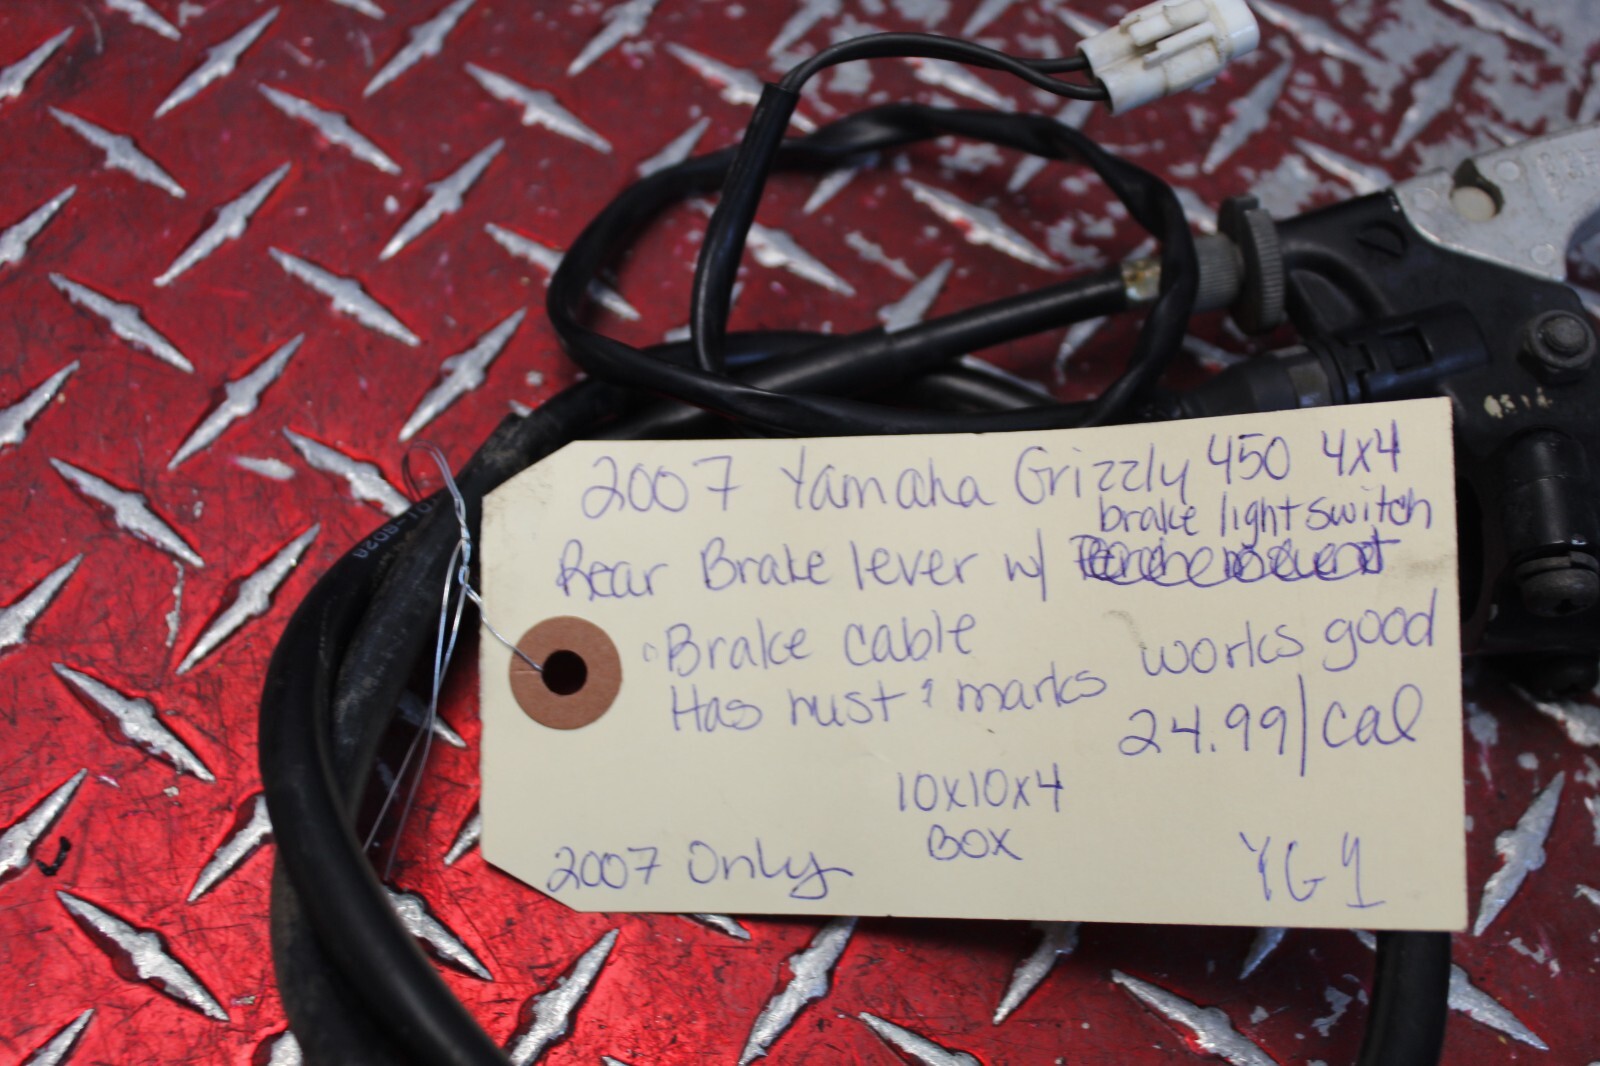 2007 Yamaha Grizzly 450 4x4
brake light switch
Rear Brake lever w/
Brake cable works good
Has rust & marks 24.99/cal
10x10x4
Box
2007 Only YG1